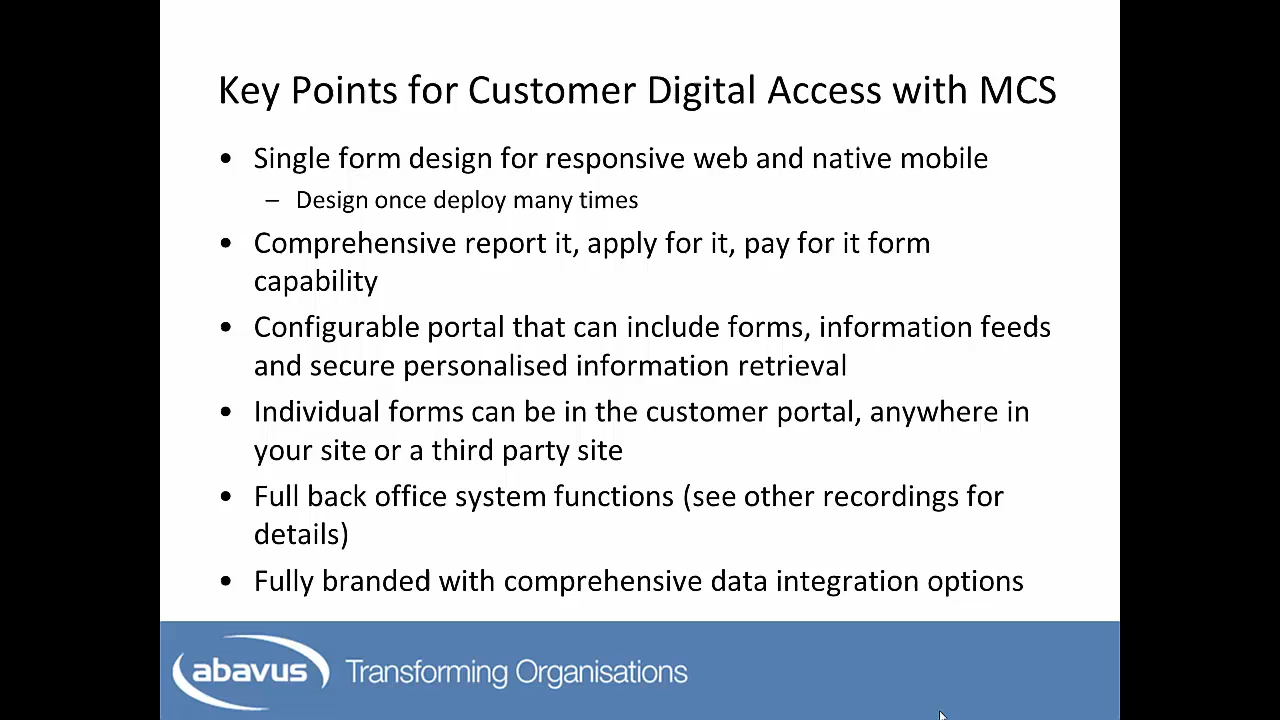 Key Points for Customer Digital Access with MCS
• Single form design for responsive web and native mobile
– Design once deploy many times
• Comprehensive report it, apply for it, pay for it form
capability
• Configurable portal that can include forms, information feeds
and secure personalised information retrieval
• Individual forms can be in the customer portal, anywhere in
your site or a third party site
• Full back office system functions (see other recordings for
details)
• Fully branded with comprehensive data integration options
abavus Transforming Organisations